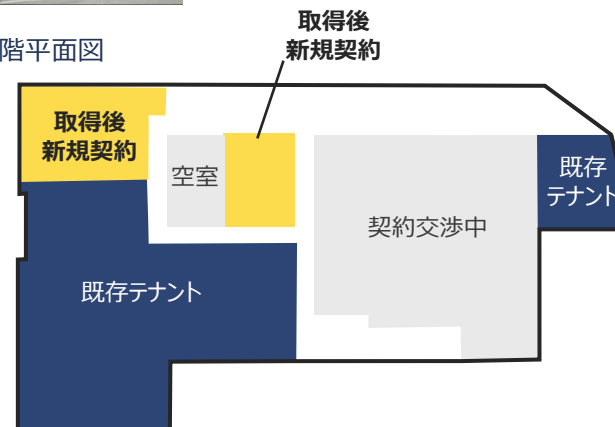 取得後
新規契約
階平面図
取得後
新規契約
空室
既存
テナント
契約交渉中
既存テナント